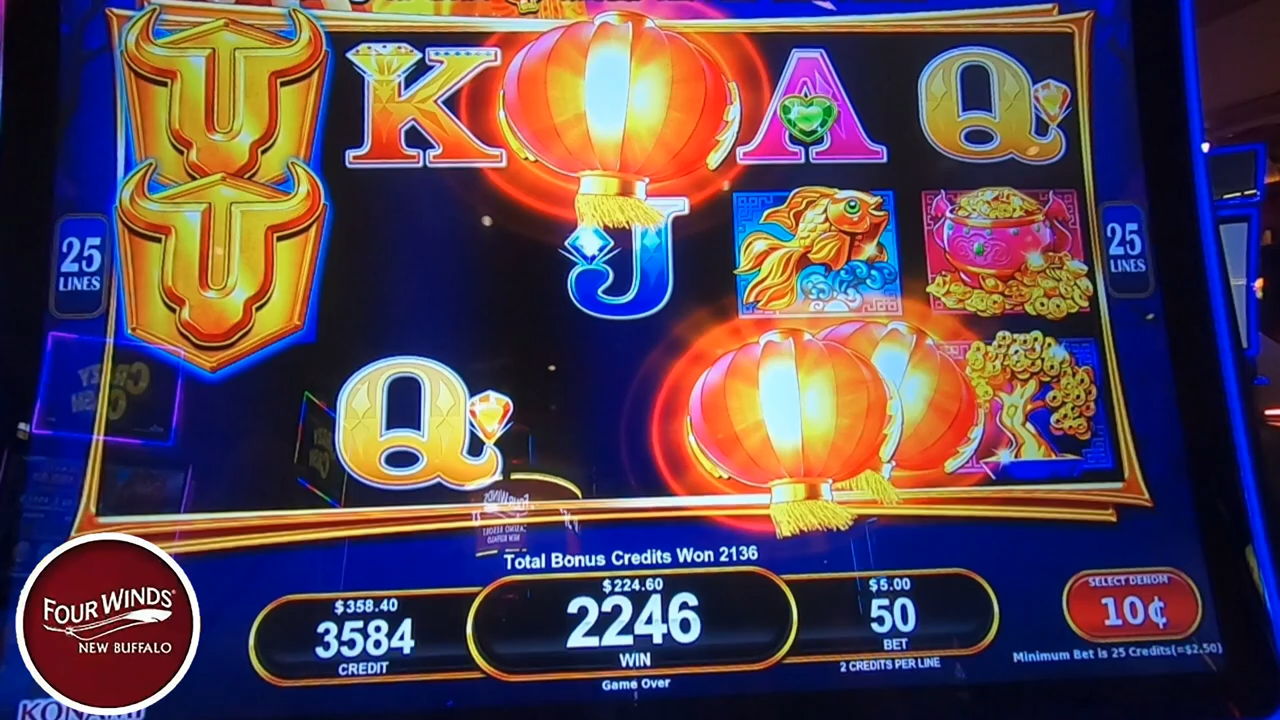 K
A
Q
J
25
LINES
25
LINES
Q
Total Bonus Credits Won 2136
$358.40
3584
CREDIT
$224.60
2246
WIN
Game Over
$5.00
50
BET
2 CREDITS PER LINE
SELECT DENOM
10¢
Minimum Bet is 25 Credits(=$2.50)
FOUR WINDS®
NEW BUFFALO
KONAMI